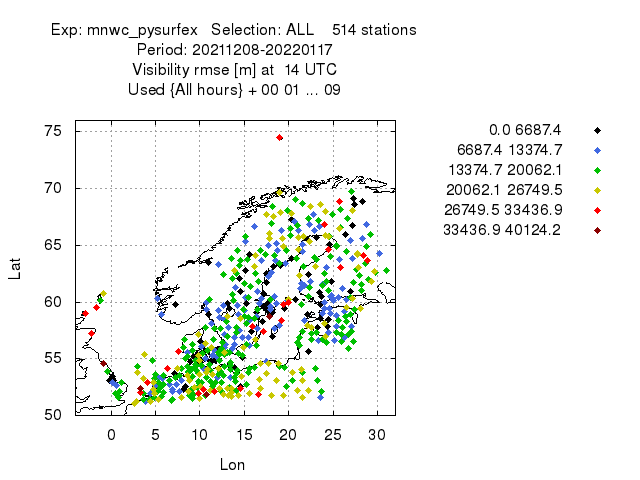 Exp: mnwc_pysurfex   Selection: ALL    514 stations
Period: 20211208-20220117
Visibility rmse [m] at  14 UTC
Used {All hours} + 00 01 ... 09
0.0 6687.4
6687.4 13374.7
13374.7 20062.1
20062.1 26749.5
26749.5 33436.9
33436.9 40124.2
75
70
65
60
55
50
Lat
0 5 10 15 20 25 30
Lon